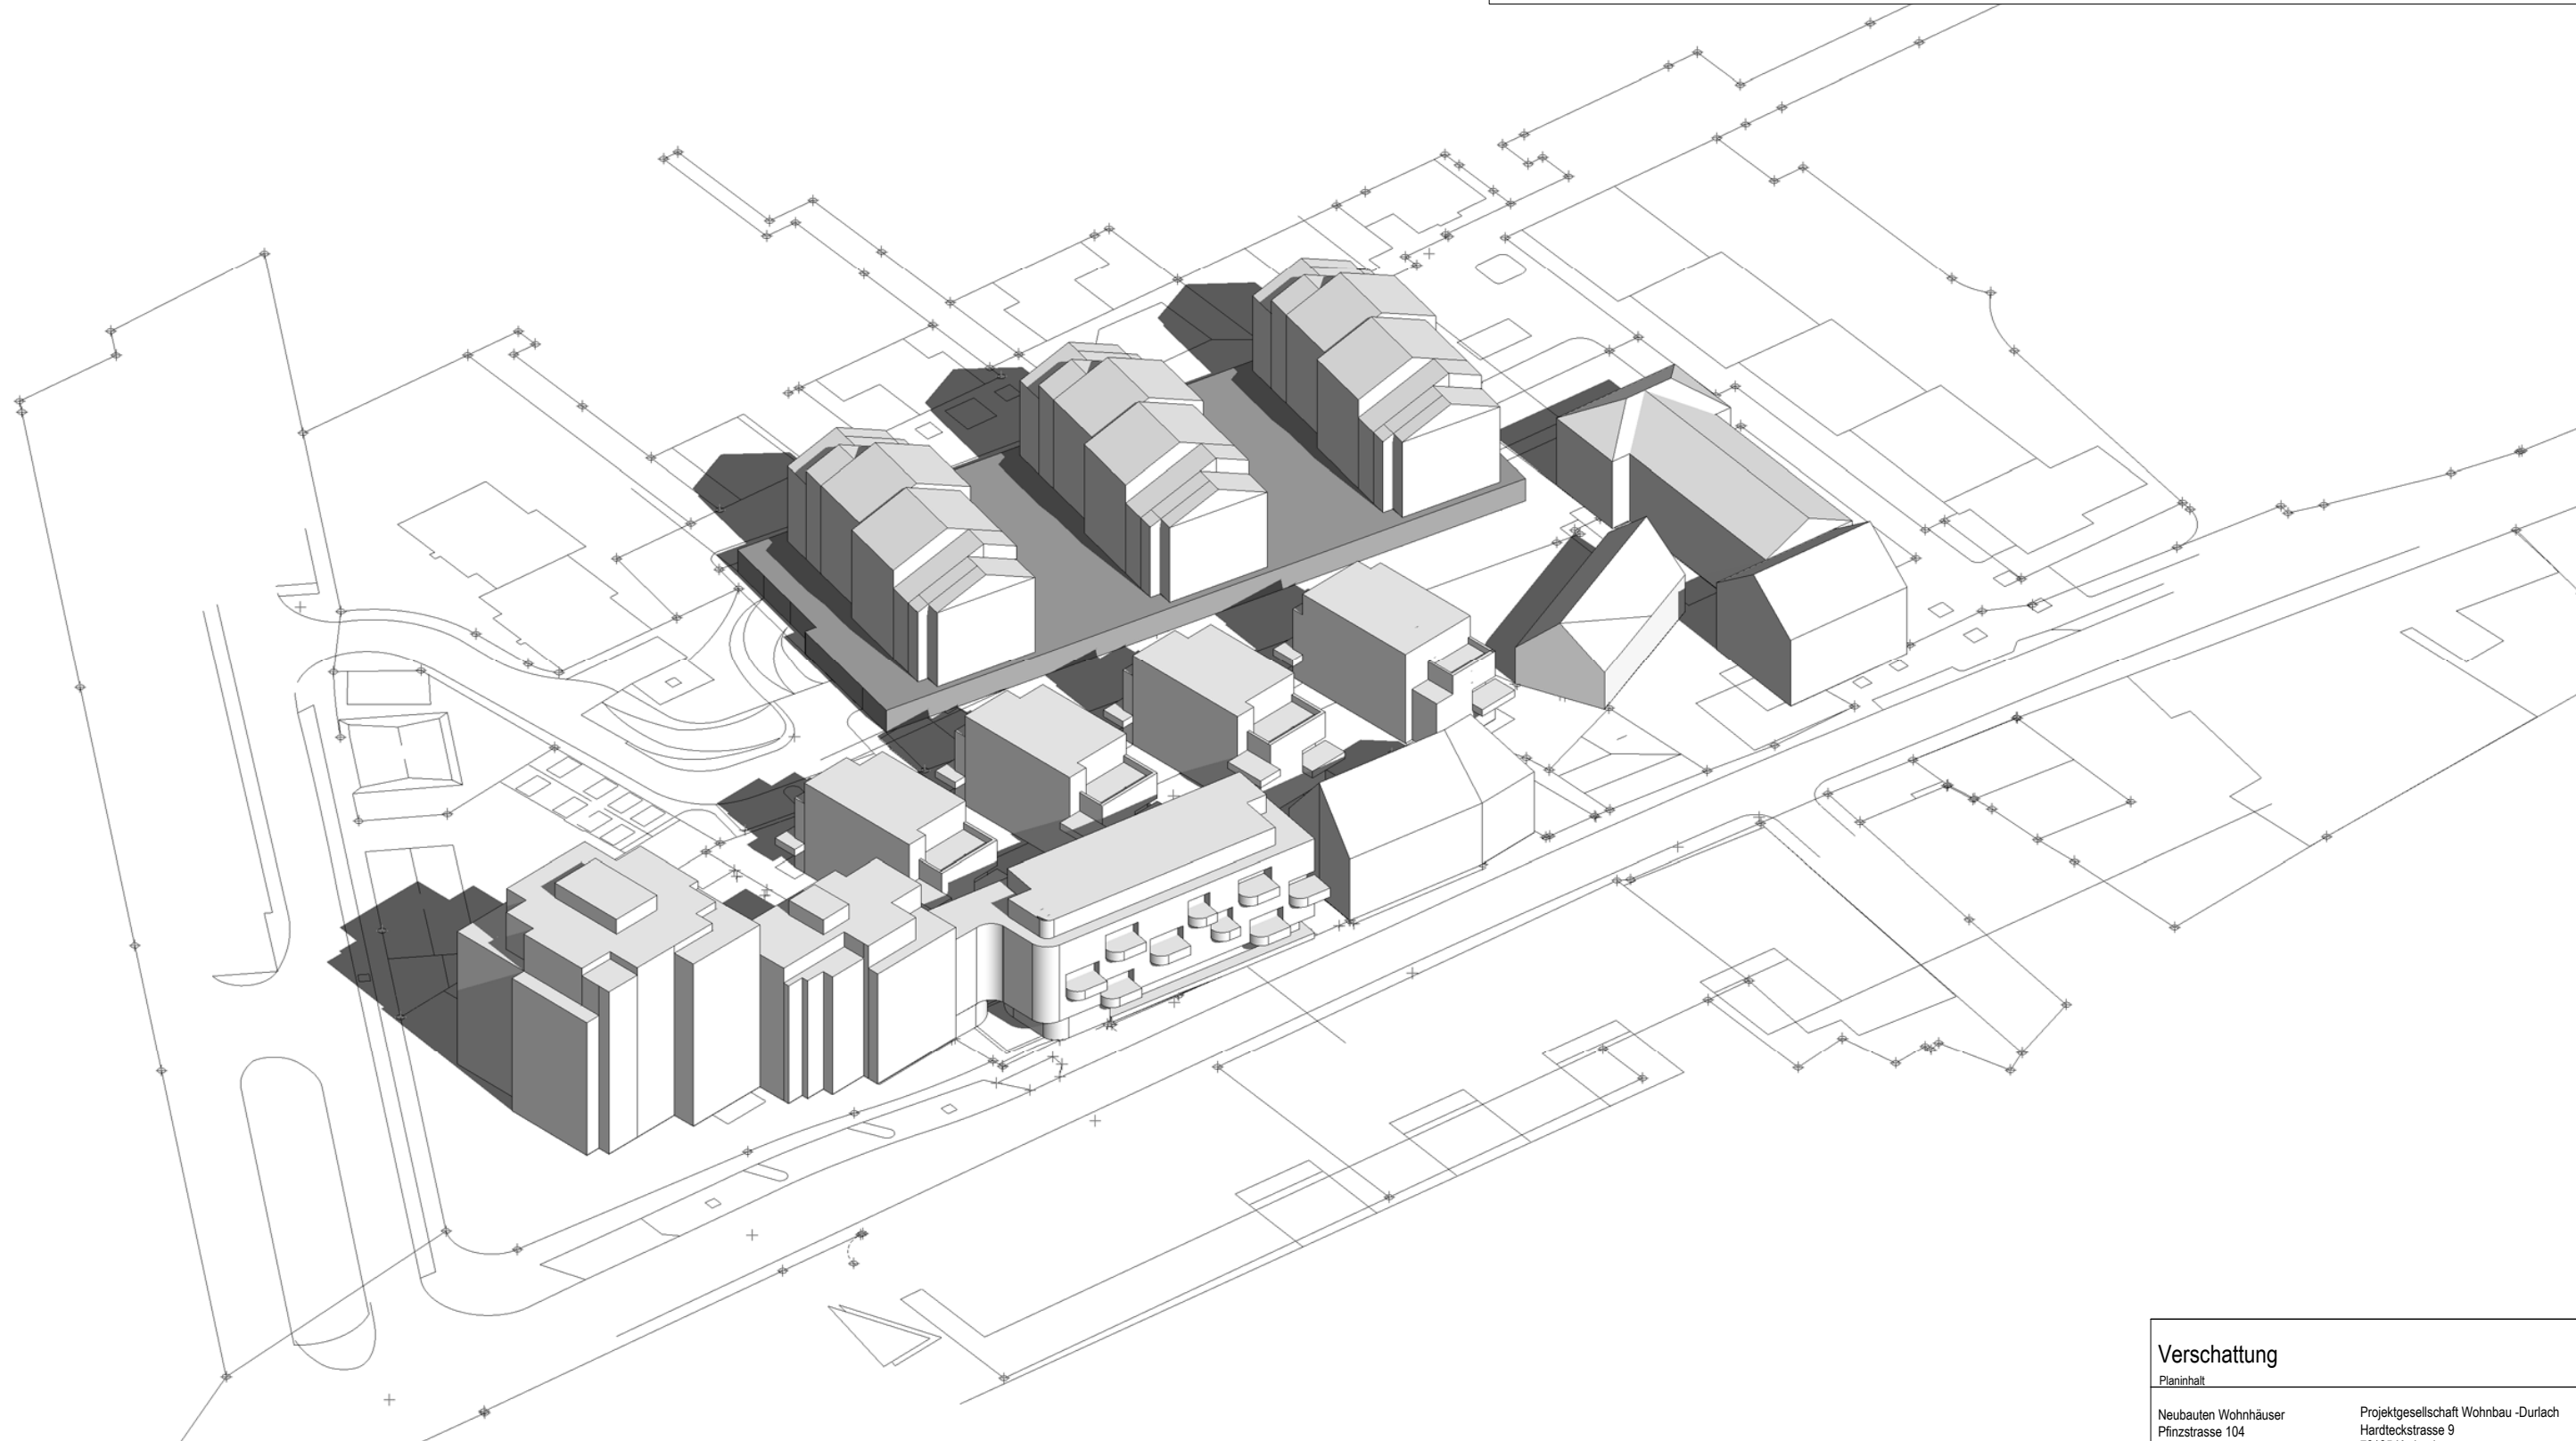 Verschattung
Planinhalt
Neubauten Wohnhäuser
Pfinzstrasse 104
Projektgesellschaft Wohnbau -Durlach
Hardteckstrasse 9